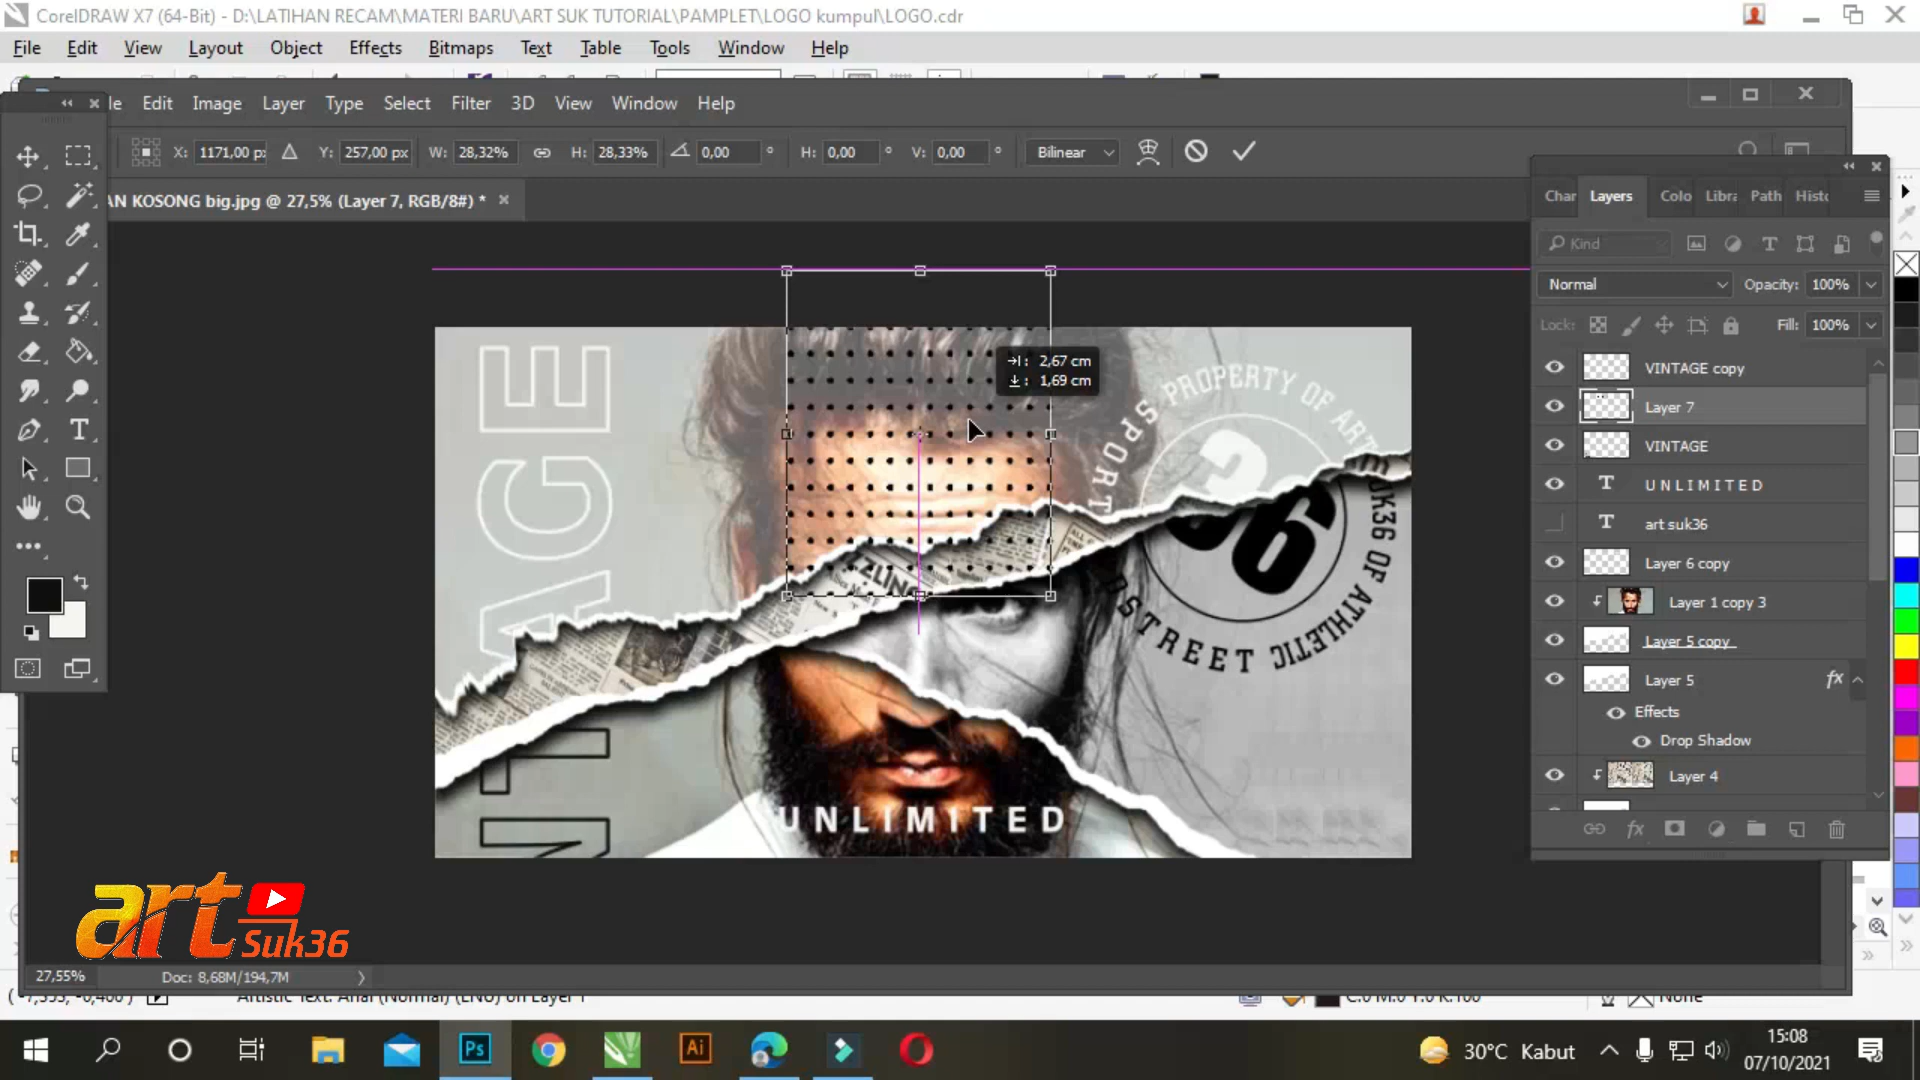 CorelDRAW X7 (64-Bit) - D:\LATIHAN RECAM\MATERI BARU\ART SUK TUTORIAL\PAMPLET\LOGO kumpul\LOGO.cdr
File Edit View Layout Object Effects Bitmaps Text Table Tools Window Help
Edit Image Layer Type Select Filter 3D View Window Help
X: 1171,00 px Y: 257,00 px W: 28,32% H: 28,33% 0,00 ° H: 0,00 ° V: 0,00 ° Bilinear
AN KOSONG big.jpg @ 27,5% (Layer 7, RGB/8#) *
Char Layers Colo Libra Path Histo
Kind
Normal Opacity: 100%
Lock: Fill: 100%
VINTAGE copy
Layer 7
VINTAGE
UNLIMITED
art suk36
Layer 6 copy
Layer 1 copy 3
Layer 5 copy
Layer 5 fx
Effects
Drop Shadow
Layer 4
2,67 cm
1,69 cm
PROPERTY OF ART SUK36 OF ATHLETIC
SPORT
STREET
36
UNLIMITED
art
Suk36
27,55% Doc: 8,68M/194,7M
Artistic Text: Arial (Normal) (ENU) on Layer 1
C:0 M:0 Y:0 K:100
None
Ps
Ai
30°C Kabut
15:08
07/10/2021